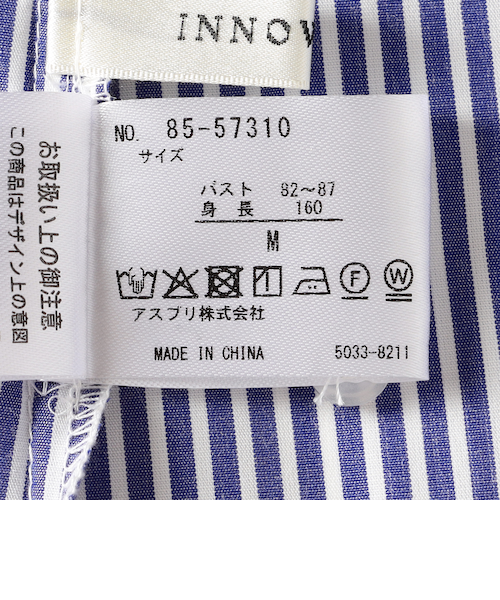 INNOV
NO. 85-57310
サイズ
バスト 82～87
身長 160
M
F
W
アスプリ株式会社
MADE IN CHINA 5033-8211
お取扱い上の御注意
この商品はデザイン上の意図